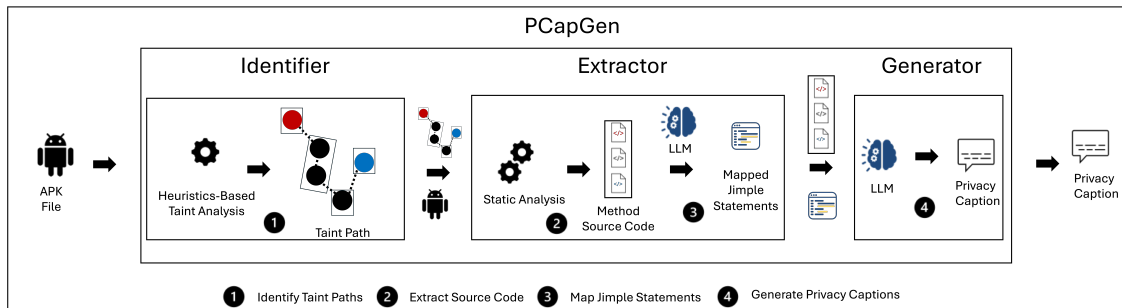 PCapGen
Identifier
Extractor
Generator
APK
File
Heuristics-Based
Taint Analysis
1
Taint Path
Static Analysis
2
</>
</>
</>
Method
Source Code
LLM
3
Mapped
Jimple
Statements
</>
</>
</>
LLM
4
Privacy
Caption
Privacy
Caption
1 Identify Taint Paths 2 Extract Source Code 3 Map Jimple Statements 4 Generate Privacy Captions